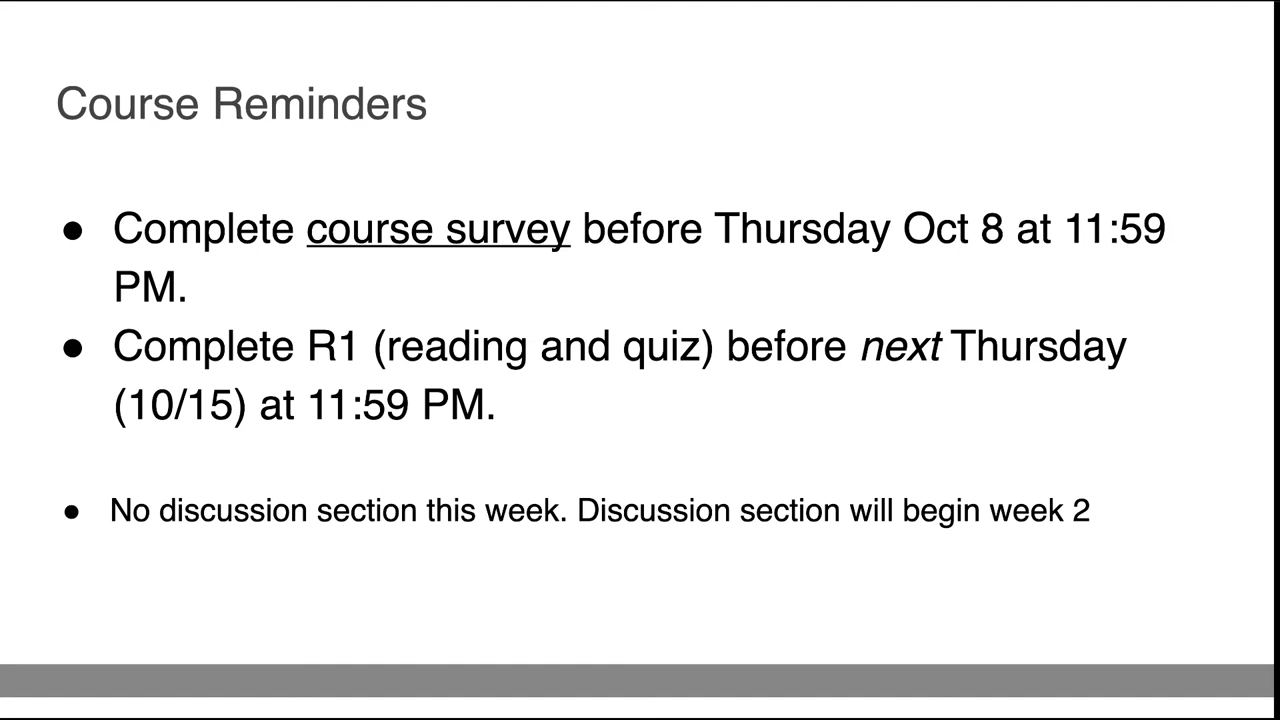 Course Reminders
● Complete course survey before Thursday Oct 8 at 11:59
PM.
● Complete R1 (reading and quiz) before next Thursday
(10/15) at 11:59 PM.
● No discussion section this week. Discussion section will begin week 2